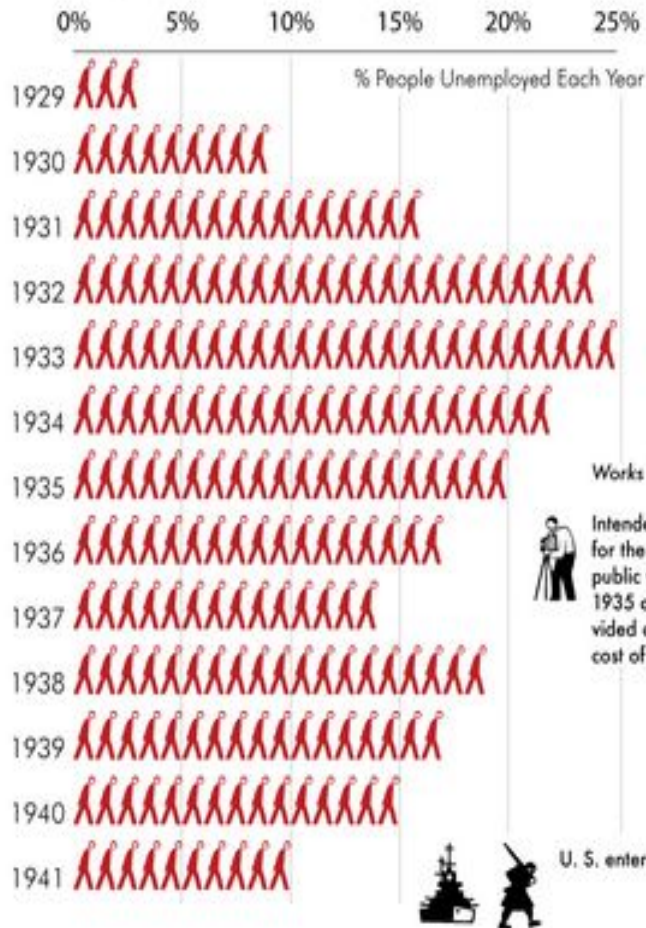 0% 5% 10% 15% 20% 25%
% People Unemployed Each Year
1929
1930
1931
1932
1933
1934
1935
Works
Intende
for the
public
1935
vided
cost of
1936
1937
1938
1939
1940
1941
U. S. enter